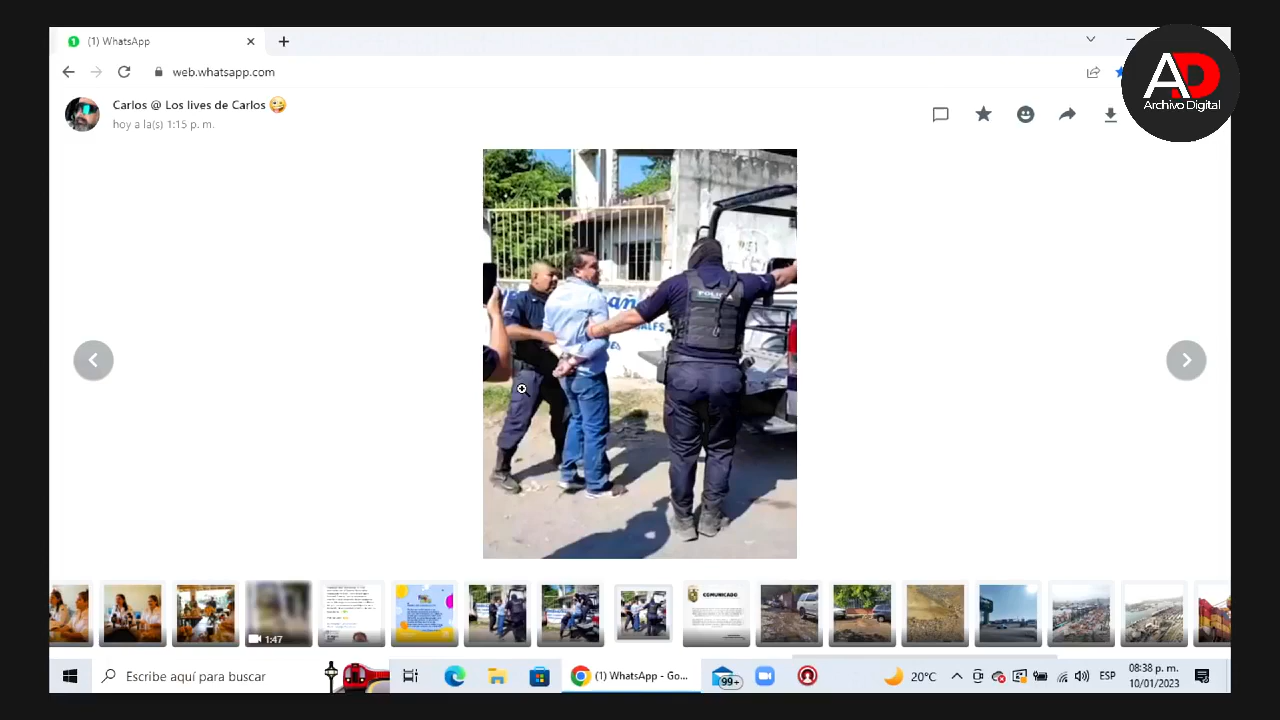 (1) WhatsApp
web.whatsapp.com
AD
Archivo Digital
Carlos @ Los lives de Carlos 🤪
hoy a la(s) 1:15 p. m.
POLICIA
1:47
COMUNICADO
Escribe aquí para buscar
(1) WhatsApp - Go...
99+
20°C
ESP
08:38 p. m.
10/01/2023